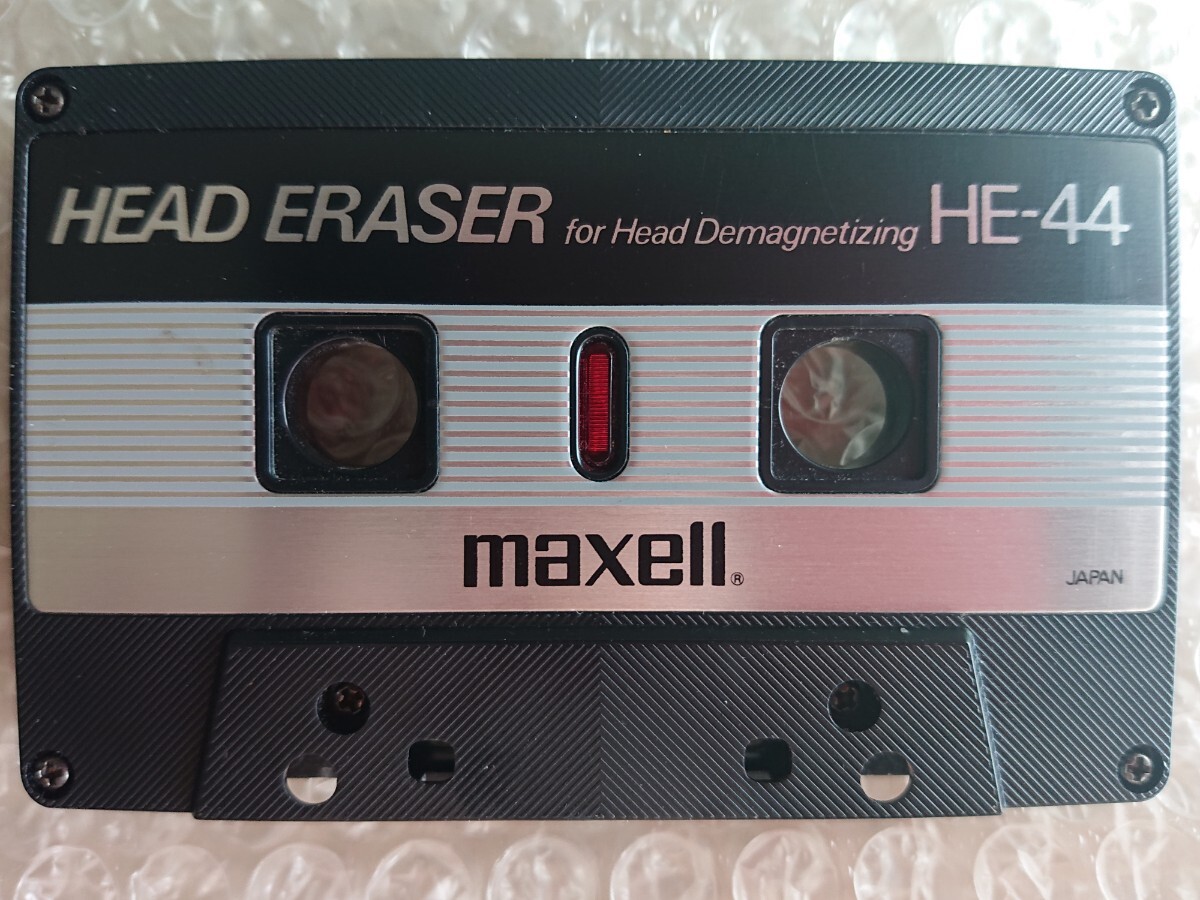 HEAD ERASER for Head Demagnetizing HE-44
maxell®
JAPAN